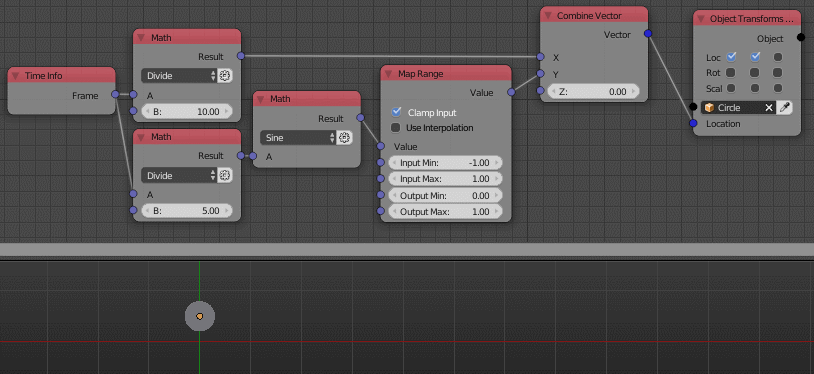 Time Info
Frame
Math
Result
Divide
A
B: 10.00
Math
Result
Divide
A
B: 5.00
Math
Result
Sine
A
Map Range
Value
Clamp Input
Use Interpolation
Value
Input Min: -1.00
Input Max: 1.00
Output Min: 0.00
Output Max: 1.00
Combine Vector
Vector
X
Y
Z: 0.00
Object Transforms ...
Object
Loc
Rot
Scal
Circle
Location